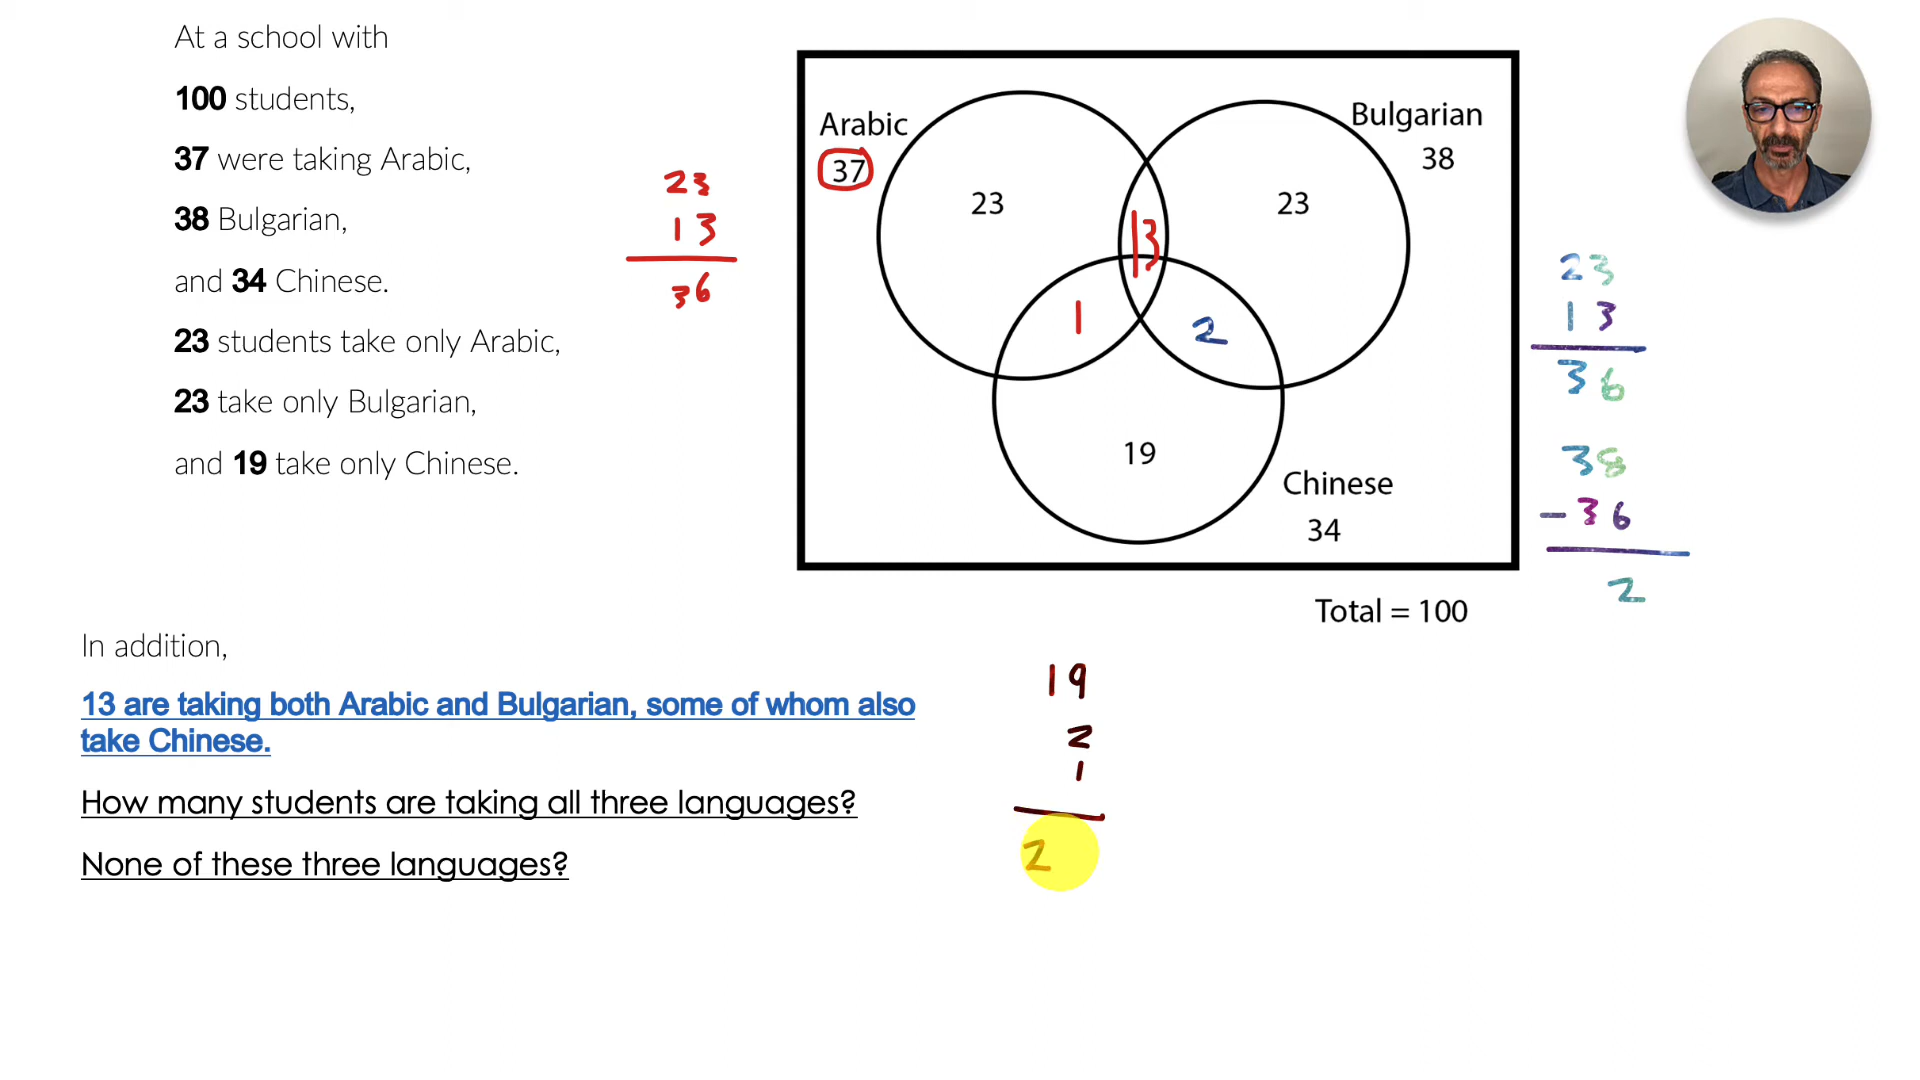 At a school with
100 students,
37 were taking Arabic,
38 Bulgarian,
and 34 Chinese.
23 students take only Arabic,
23 take only Bulgarian,
and 19 take only Chinese.
23
13
36
Arabic
37
Bulgarian
38
23
23
13
1
2
19
Chinese
34
Total = 100
23
13
36
38
-36
2
In addition,
13 are taking both Arabic and Bulgarian, some of whom also
take Chinese.
How many students are taking all three languages?
None of these three languages?
19
2
1
2